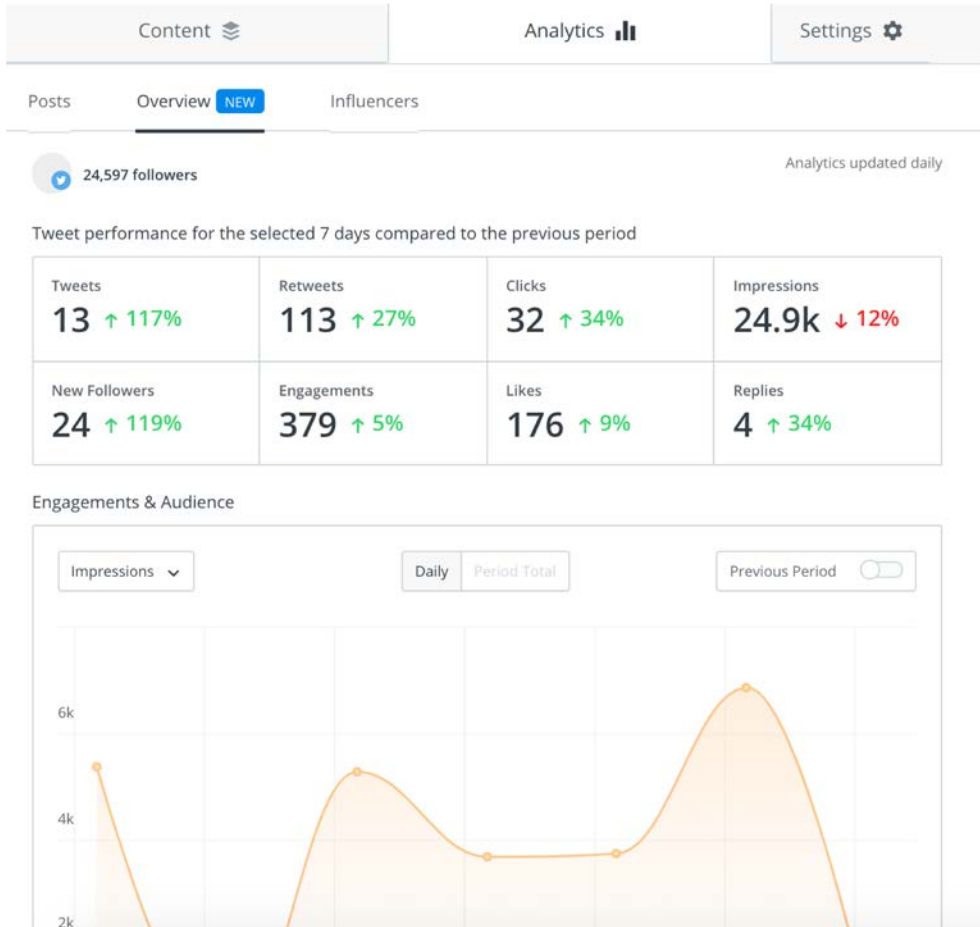 Content Analytics Settings
Posts Overview NEW Influencers
24,597 followers
Analytics updated daily
Tweet performance for the selected 7 days compared to the previous period
Tweets Retweets Clicks Impressions
13 ↑ 117% 113 ↑ 27% 32 ↑ 34% 24.9k ↓ 12%
New Followers Engagements Likes Replies
24 ↑ 119% 379 ↑ 5% 176 ↑ 9% 4 ↑ 34%
Engagements & Audience
Impressions Daily Period Total Previous Period
6k
4k
2k